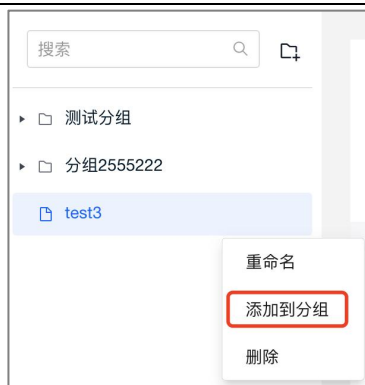 搜索
测试分组
分组2555222
test3
重命名
添加到分组
删除